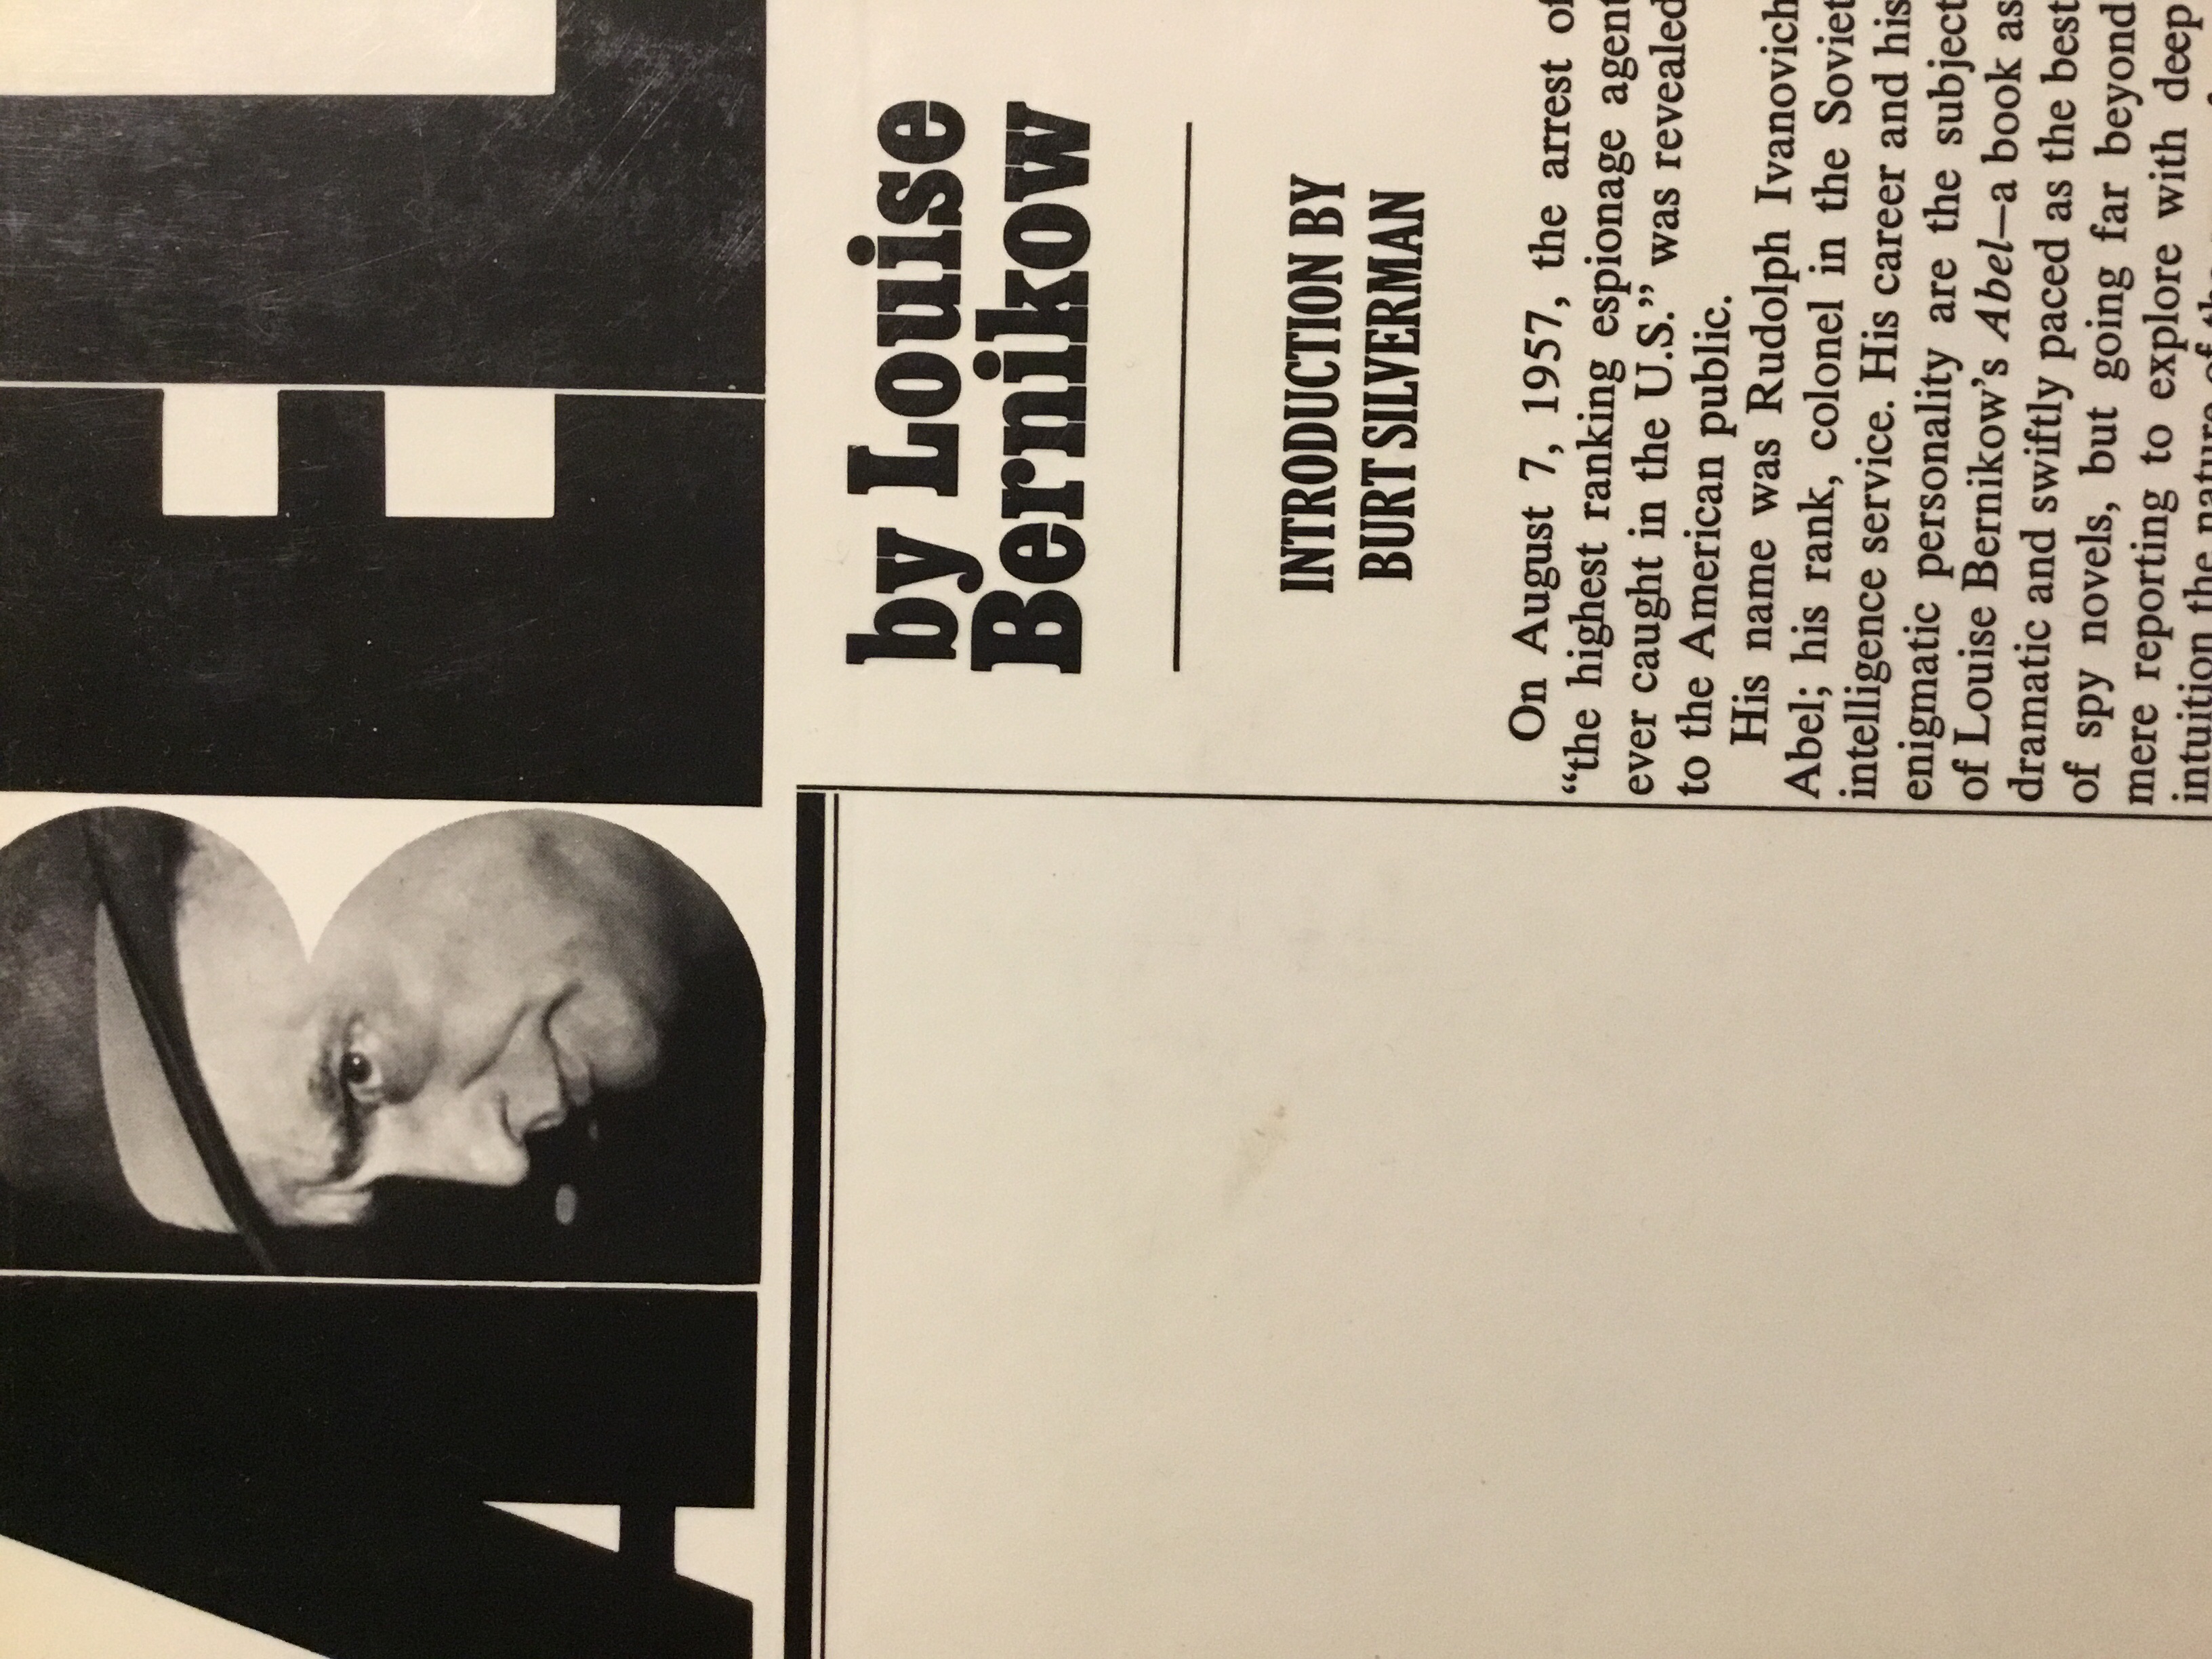 ABEL
by Louise
Bernikow
INTRODUCTION BY
BURT SILVERMAN
On August 7, 1957, the arrest of
“the highest ranking espionage agent
ever caught in the U.S.” was revealed
to the American public.
His name was Rudolph Ivanovich
Abel; his rank, colonel in the Soviet
intelligence service. His career and his
enigmatic personality are the subject
of Louise Bernikow’s Abel—a book as
dramatic and swiftly paced as the best
of spy novels, but going far beyond
mere reporting to explore with deep
intuition the nature of